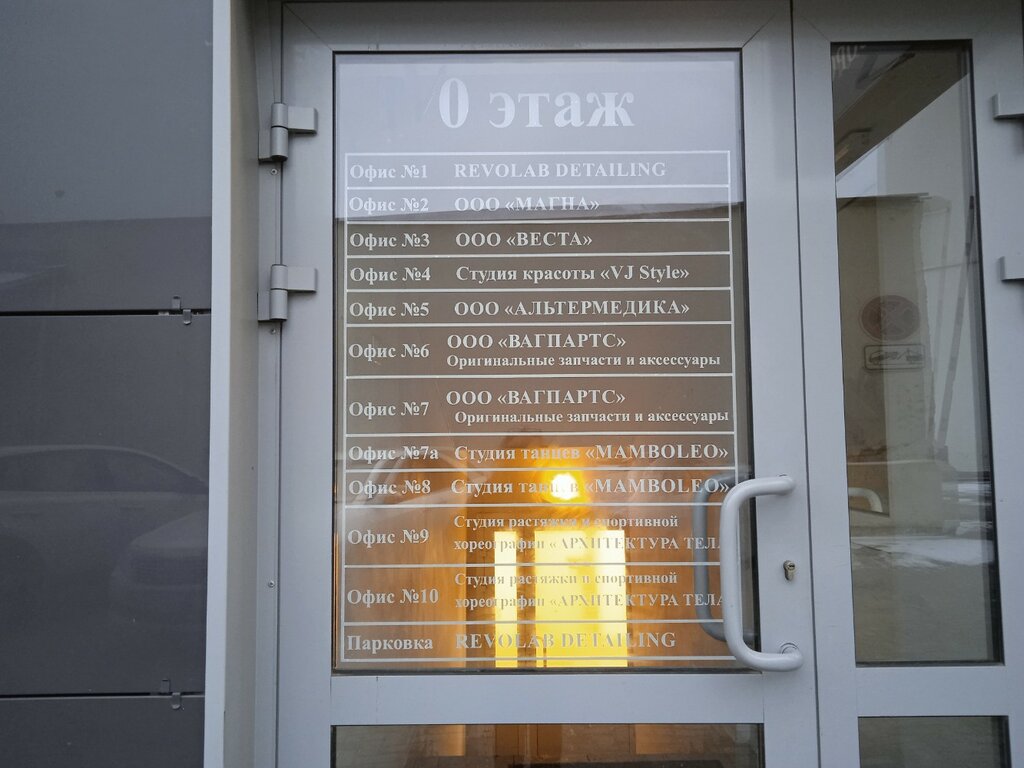 0 этаж
Офис №1 REVOLAB DETAILING
Офис №2 ООО «МАГНА»
Офис №3 ООО «ВЕСТА»
Офис №4 Студия красоты «VJ Style»
Офис №5 ООО «АЛЬТЕРМЕДИКА»
Офис №6 ООО «ВАГПАРТС»
Оригинальные запчасти и аксессуары
Офис №7 ООО «ВАГПАРТС»
Оригинальные запчасти и аксессуары
Офис №7а Студия танцев «MAMBOLEO»
Офис №8 Студия танцев «MAMBOLEO»
Офис №9 Студия растяжки и спортивной
хореографии «АРХИТЕКТУРА ТЕЛА
Офис №10 Студия растяжки и спортивной
хореографии «АРХИТЕКТУРА ТЕЛА
Парковка REVOLAB DETAILING